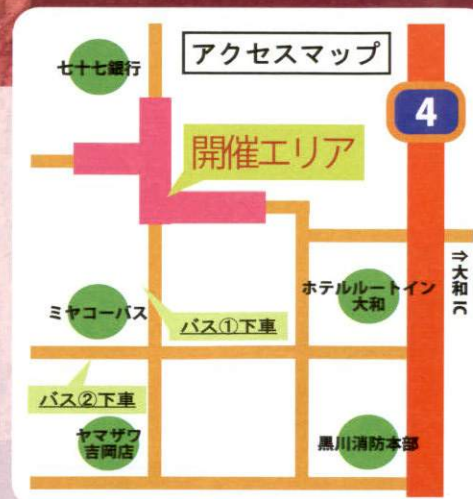 アクセスマップ
七十七銀行
4
開催エリア
⇒大和IC
ホテルルートイン
大和
ミヤコーバス
バス①下車
バス②下車
ヤマザワ
吉岡店
黒川消防本部